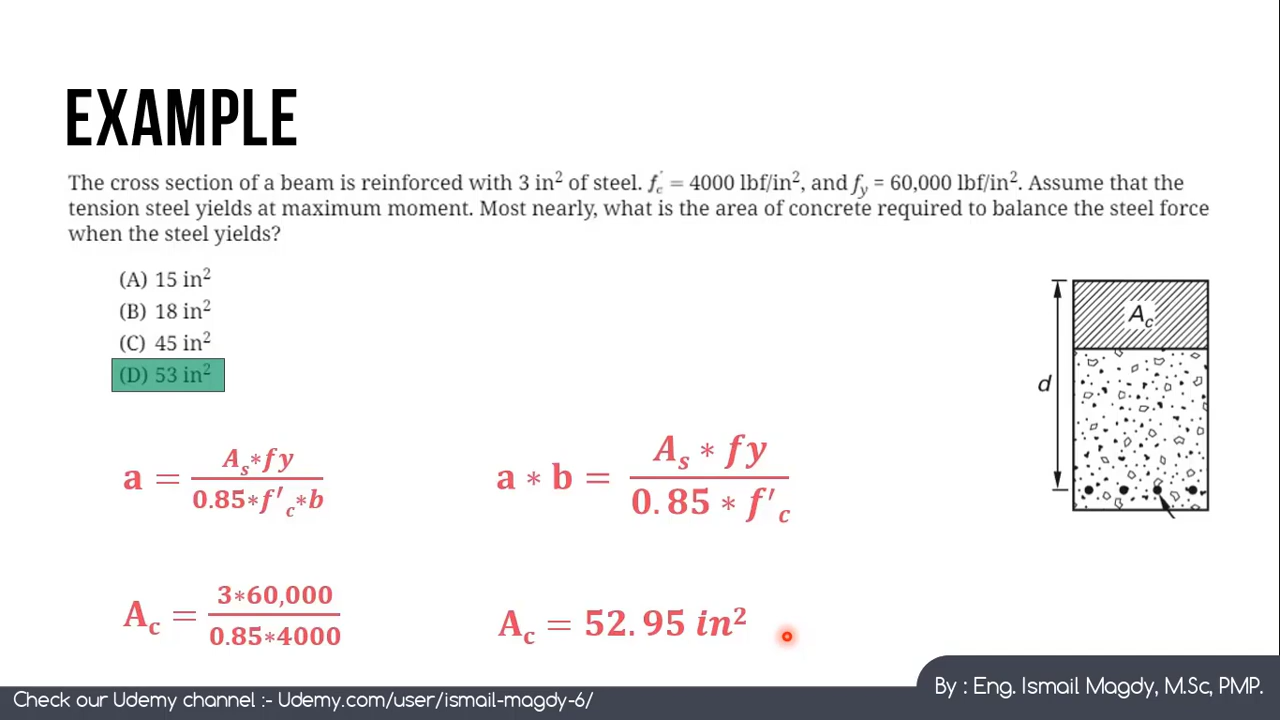 EXAMPLE
The cross section of a beam is reinforced with 3 in² of steel. f′c = 4000 lbf/in², and fy = 60,000 lbf/in². Assume that the
tension steel yields at maximum moment. Most nearly, what is the area of concrete required to balance the steel force
when the steel yields?
(A) 15 in²
(B) 18 in²
(C) 45 in²
(D) 53 in²
Ac
d
a = As*fy / 0.85*f′c*b
a * b = As * fy / 0.85 * f′c
Ac = 3*60,000 / 0.85*4000
Ac = 52.95 in²
By : Eng. Ismail Magdy, M.Sc, PMP.
Check our Udemy channel :- Udemy.com/user/ismail-magdy-6/